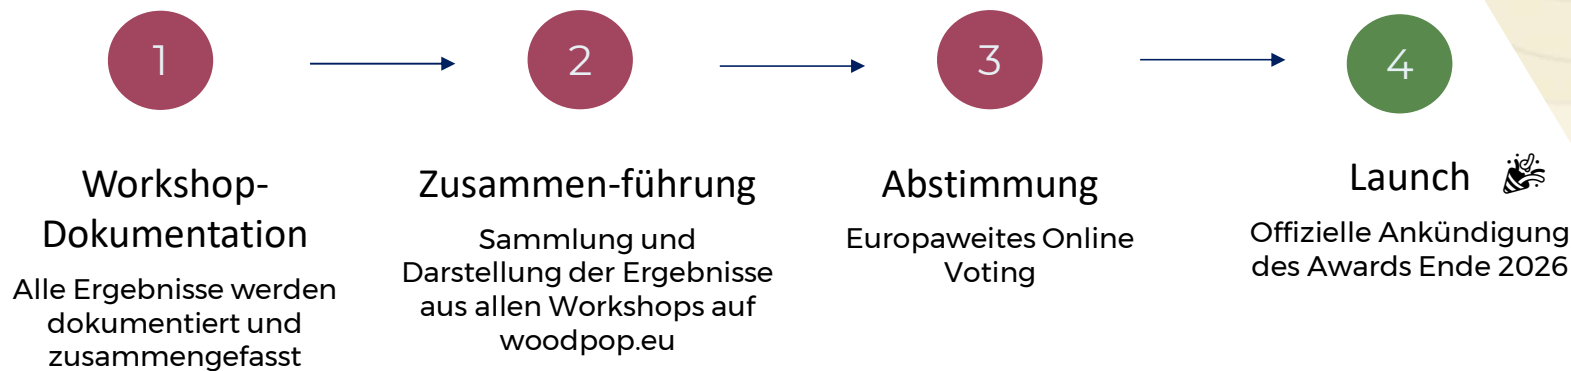 1
Workshop-
Dokumentation
Alle Ergebnisse werden
dokumentiert und
zusammengefasst
2
Zusammen-führung
Sammlung und
Darstellung der Ergebnisse
aus allen Workshops auf
woodpop.eu
3
Abstimmung
Europaweites Online
Voting
4
Launch 🎉
Offizielle Ankündigung
des Awards Ende 2026